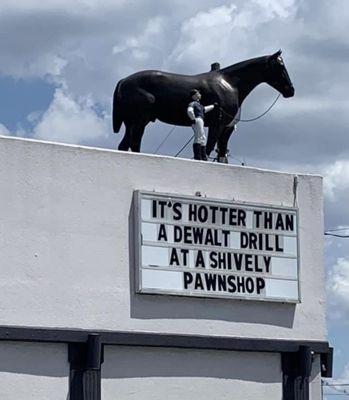 IT'S HOTTER THAN
A DEWALT DRILL
AT A SHIVELY
PAWNSHOP